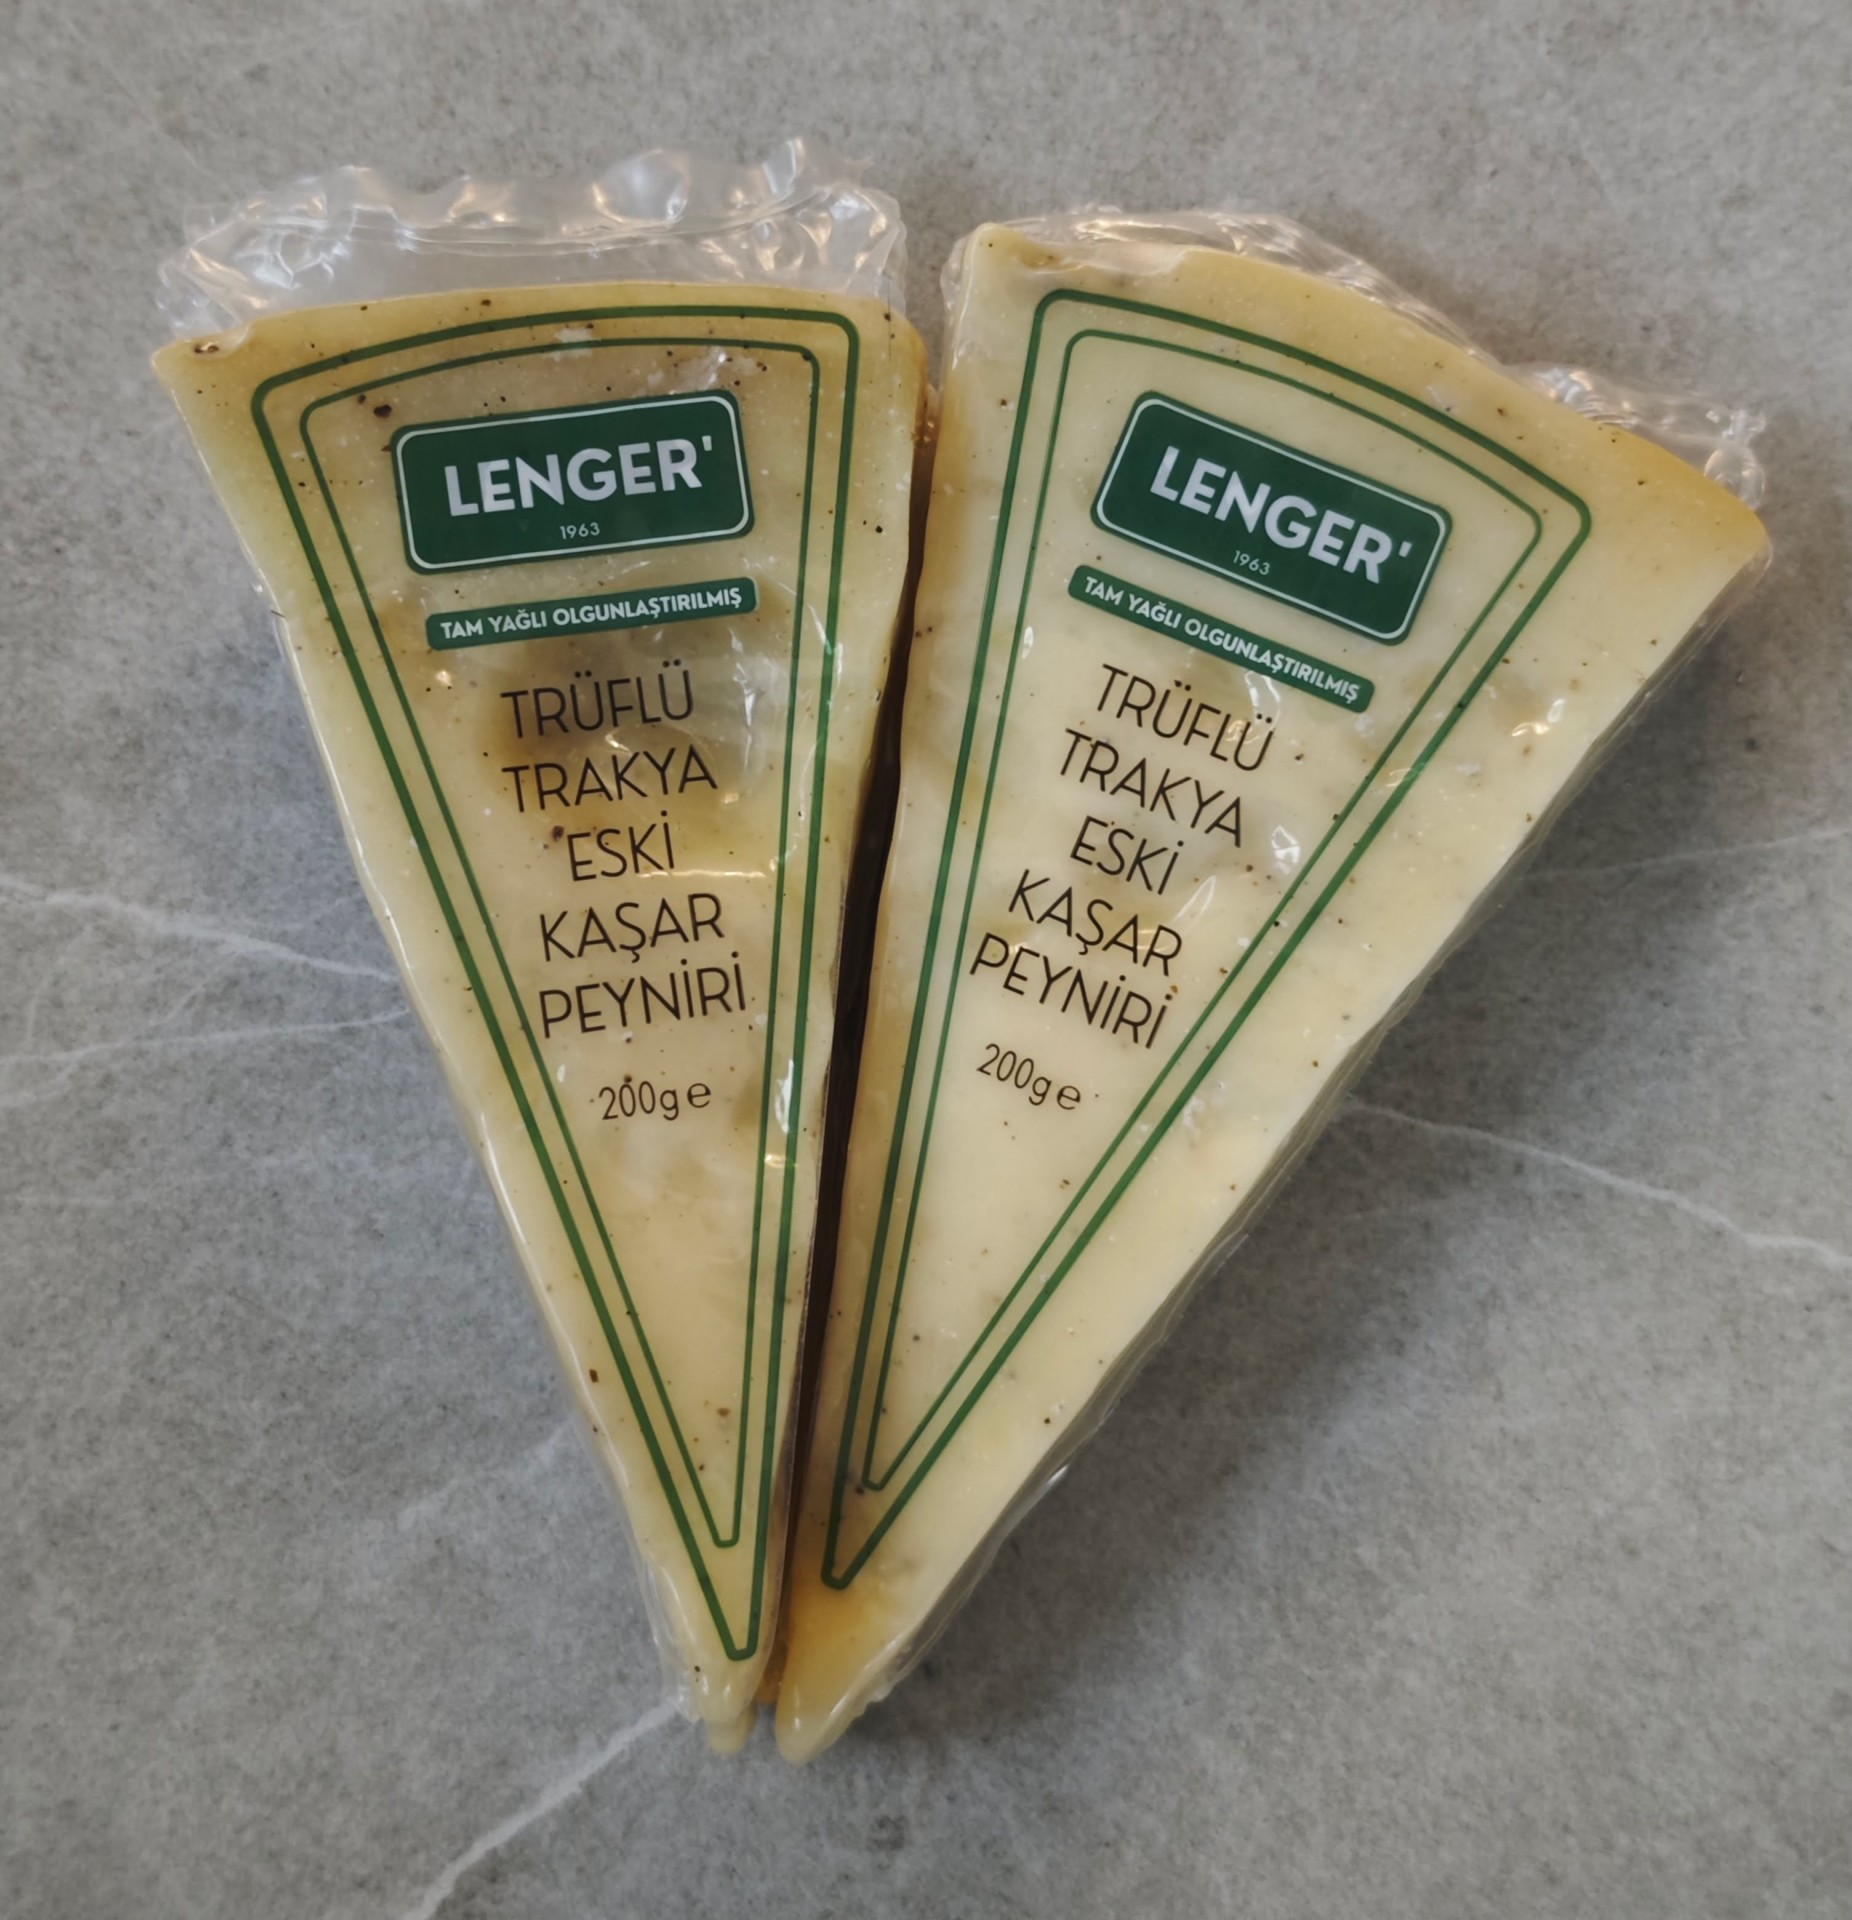 LENGER'
1963
TAM YAĞLI OLGUNLAŞTIRILMIŞ
TRÜFLÜ
TRAKYA
ESKİ
KAŞAR
PEYNİRİ
200g℮
LENGER'
1963
TAM YAĞLI OLGUNLAŞTIRILMIŞ
TRÜFLÜ
TRAKYA
ESKİ
KAŞAR
PEYNİRİ
200g℮